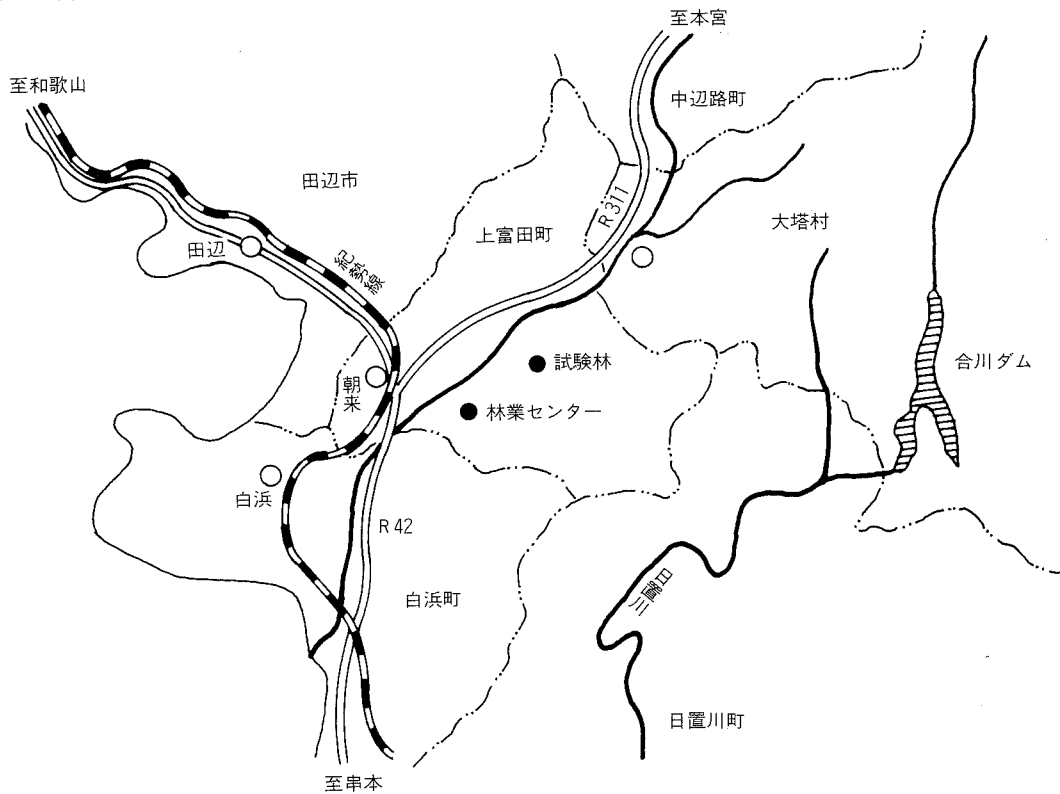 至本宮
至和歌山
中辺路町
田辺市
R311
大塔村
上富田町
田辺
紀勢線
試験林
合川ダム
朝来
林業センター
白浜
R42
日置川
白浜町
日置川町
至串本